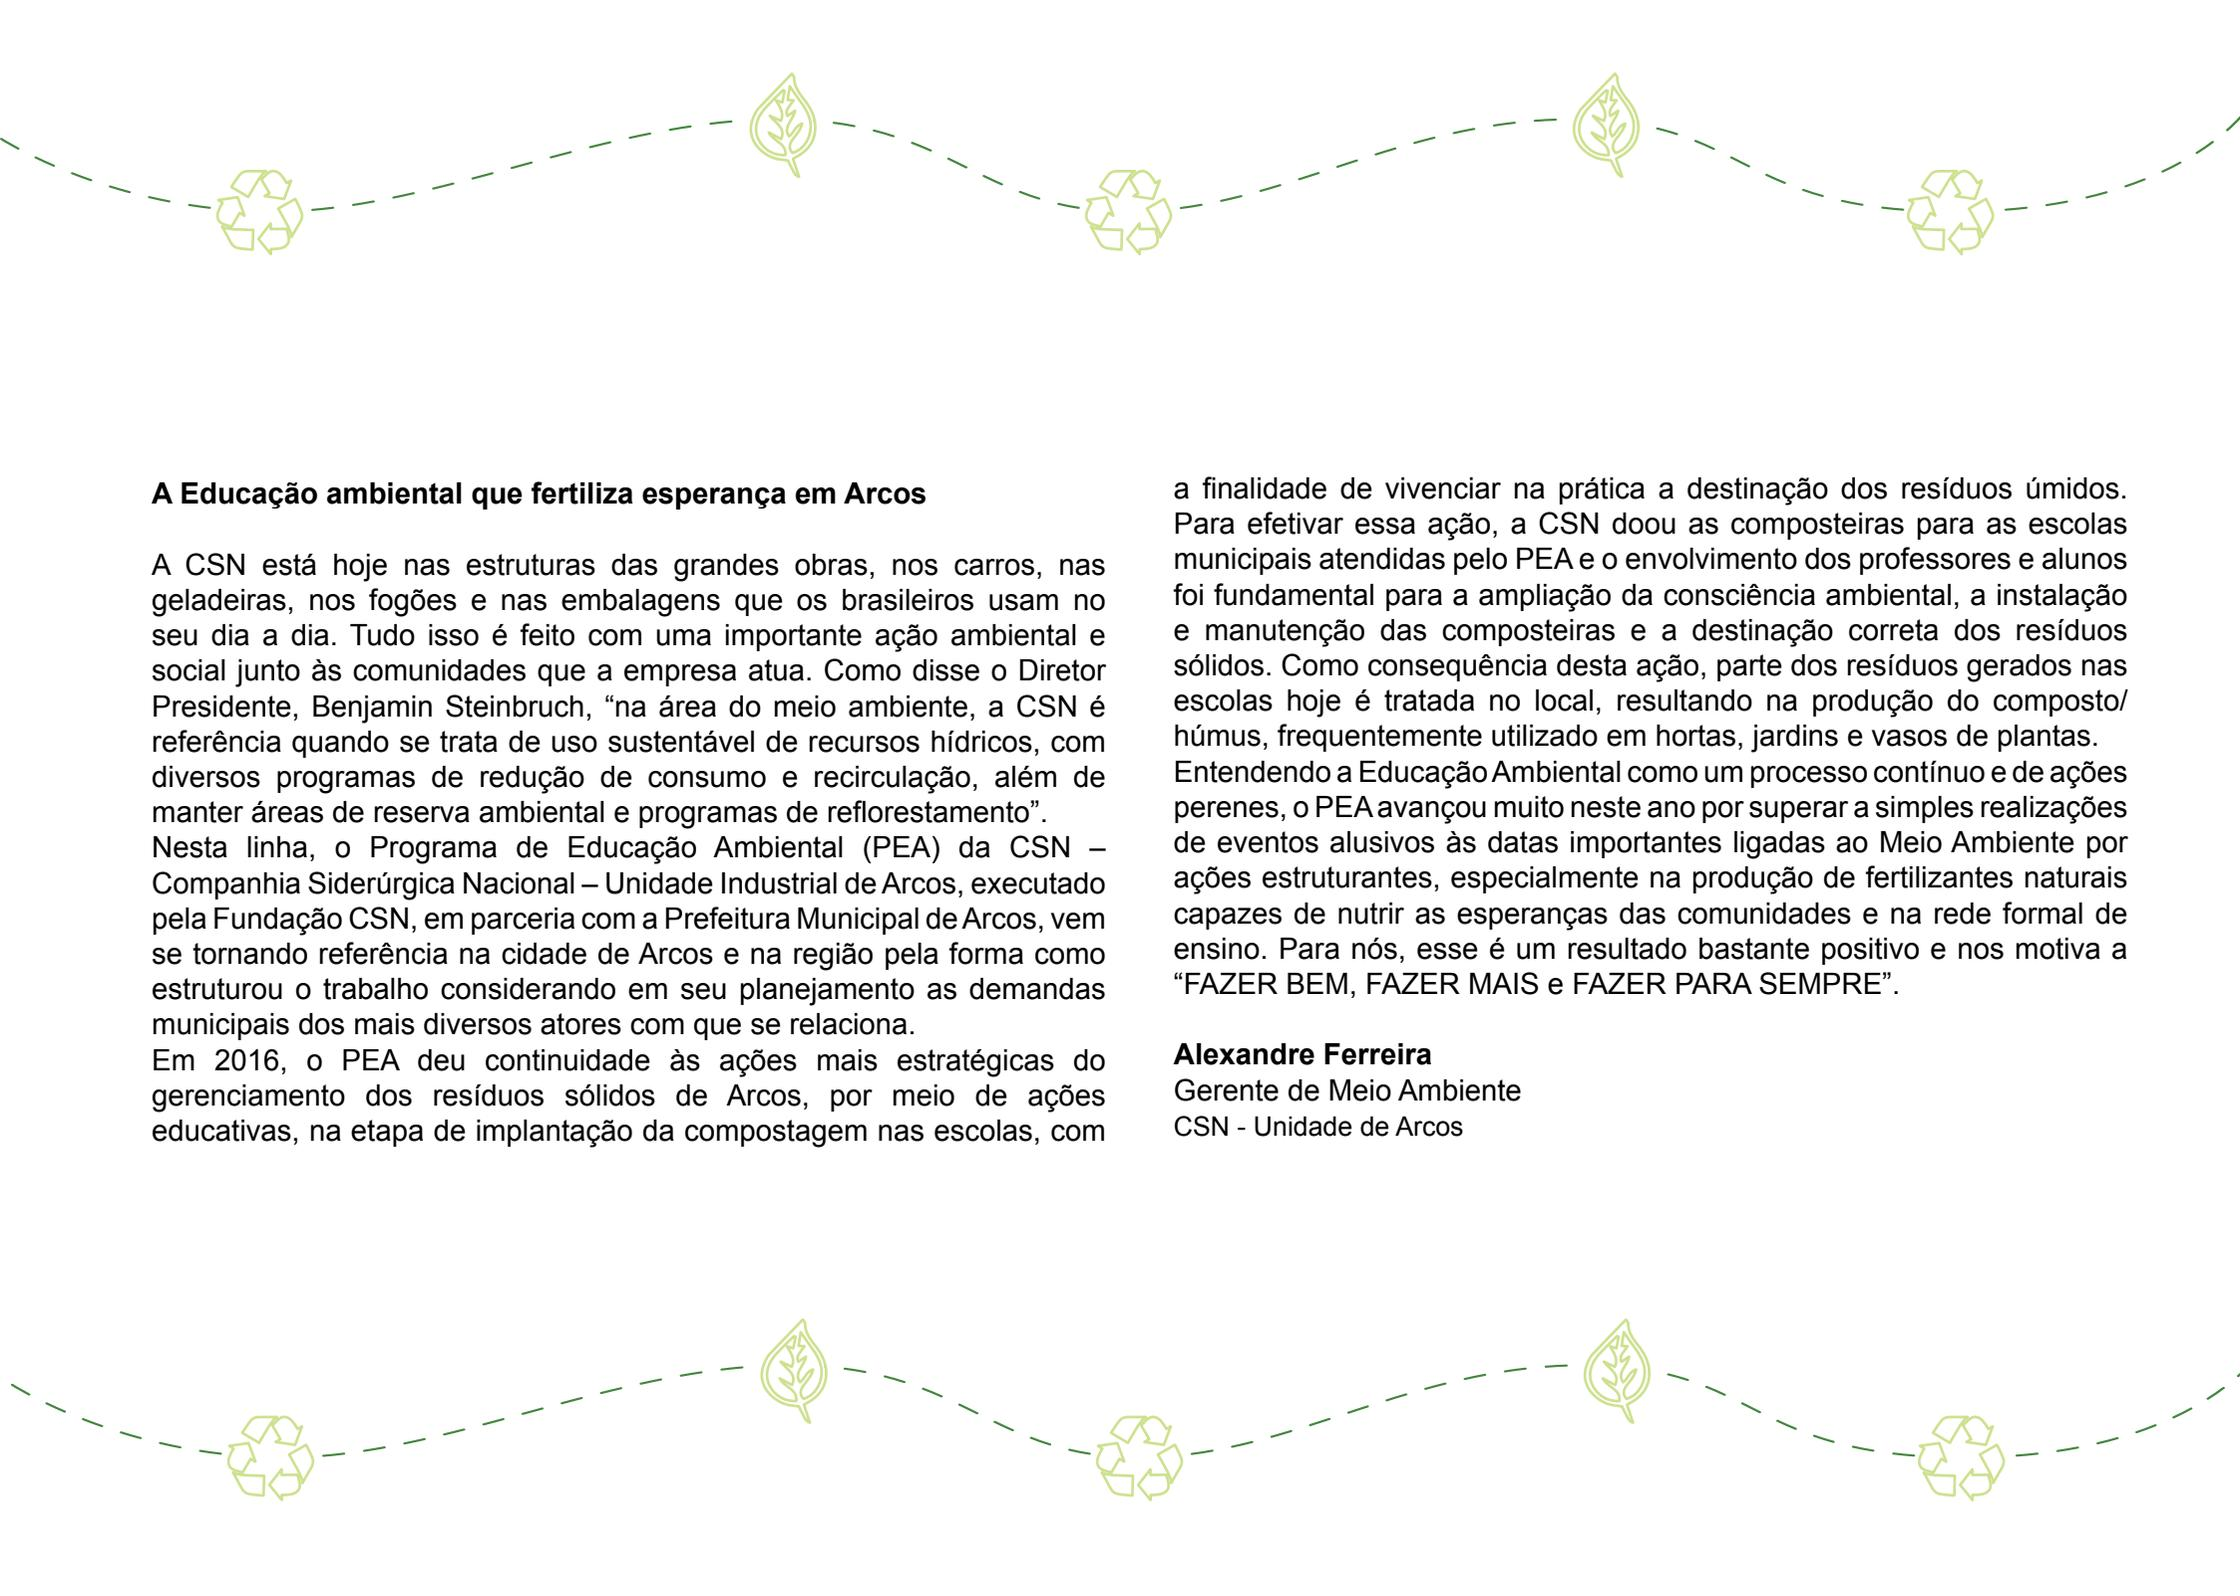 A Educação ambiental que fertiliza esperança em Arcos
A CSN está hoje nas estruturas das grandes obras, nos carros, nas
geladeiras, nos fogões e nas embalagens que os brasileiros usam no
seu dia a dia. Tudo isso é feito com uma importante ação ambiental e
social junto às comunidades que a empresa atua. Como disse o Diretor
Presidente, Benjamin Steinbruch, “na área do meio ambiente, a CSN é
referência quando se trata de uso sustentável de recursos hídricos, com
diversos programas de redução de consumo e recirculação, além de
manter áreas de reserva ambiental e programas de reflorestamento”.
Nesta linha, o Programa de Educação Ambiental (PEA) da CSN –
Companhia Siderúrgica Nacional – Unidade Industrial de Arcos, executado
pela Fundação CSN, em parceria com a Prefeitura Municipal de Arcos, vem
se tornando referência na cidade de Arcos e na região pela forma como
estruturou o trabalho considerando em seu planejamento as demandas
municipais dos mais diversos atores com que se relaciona.
Em 2016, o PEA deu continuidade às ações mais estratégicas do
gerenciamento dos resíduos sólidos de Arcos, por meio de ações
educativas, na etapa de implantação da compostagem nas escolas, com
a finalidade de vivenciar na prática a destinação dos resíduos úmidos.
Para efetivar essa ação, a CSN doou as composteiras para as escolas
municipais atendidas pelo PEA e o envolvimento dos professores e alunos
foi fundamental para a ampliação da consciência ambiental, a instalação
e manutenção das composteiras e a destinação correta dos resíduos
sólidos. Como consequência desta ação, parte dos resíduos gerados nas
escolas hoje é tratada no local, resultando na produção do composto/
húmus, frequentemente utilizado em hortas, jardins e vasos de plantas.
Entendendo a Educação Ambiental como um processo contínuo e de ações
perenes, o PEA avançou muito neste ano por superar a simples realizações
de eventos alusivos às datas importantes ligadas ao Meio Ambiente por
ações estruturantes, especialmente na produção de fertilizantes naturais
capazes de nutrir as esperanças das comunidades e na rede formal de
ensino. Para nós, esse é um resultado bastante positivo e nos motiva a
“FAZER BEM, FAZER MAIS e FAZER PARA SEMPRE”.
Alexandre Ferreira
Gerente de Meio Ambiente
CSN - Unidade de Arcos